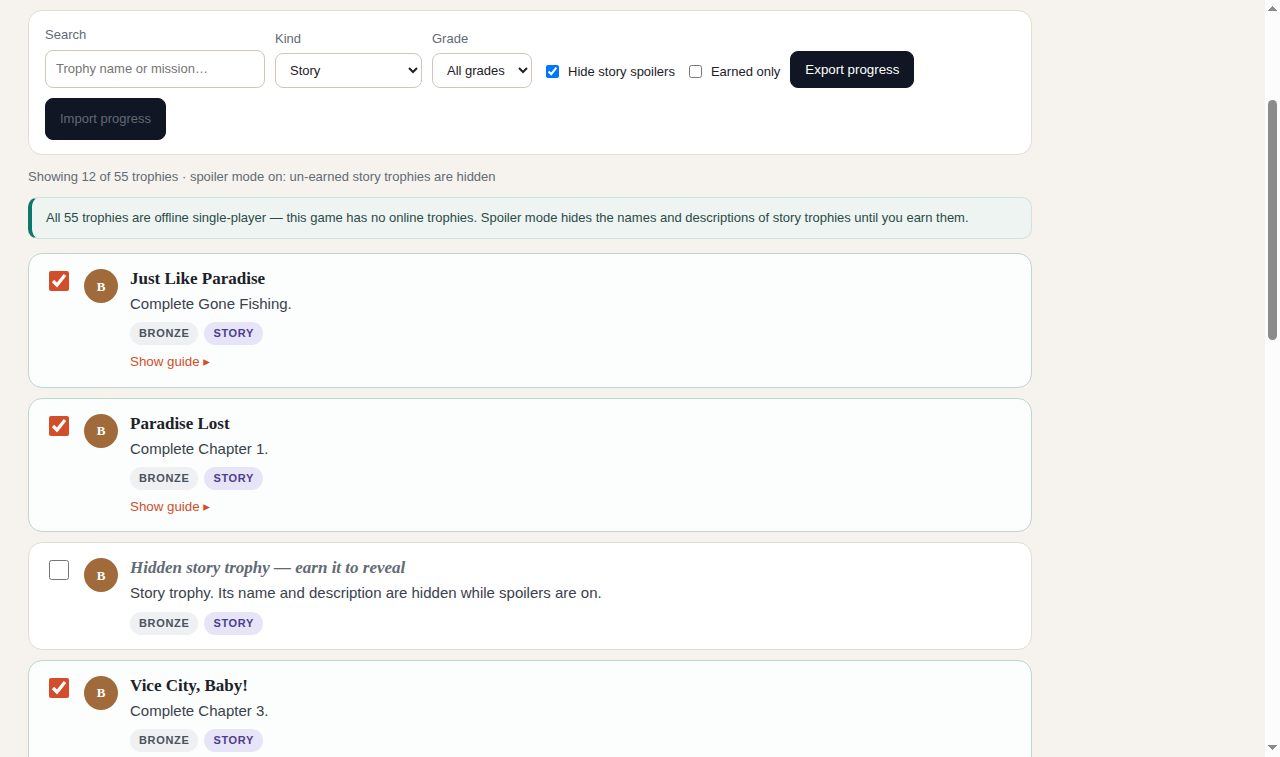 Search
Kind
Grade
Trophy name or mission…
Story
All grades
Hide story spoilers
Earned only
Export progress
Import progress
Showing 12 of 55 trophies · spoiler mode on: un-earned story trophies are hidden
All 55 trophies are offline single-player — this game has no online trophies. Spoiler mode hides the names and descriptions of story trophies until you earn them.
B
Just Like Paradise
Complete Gone Fishing.
BRONZE STORY
Show guide ▸
B
Paradise Lost
Complete Chapter 1.
BRONZE STORY
Show guide ▸
B
Hidden story trophy — earn it to reveal
Story trophy. Its name and description are hidden while spoilers are on.
BRONZE STORY
B
Vice City, Baby!
Complete Chapter 3.
BRONZE STORY